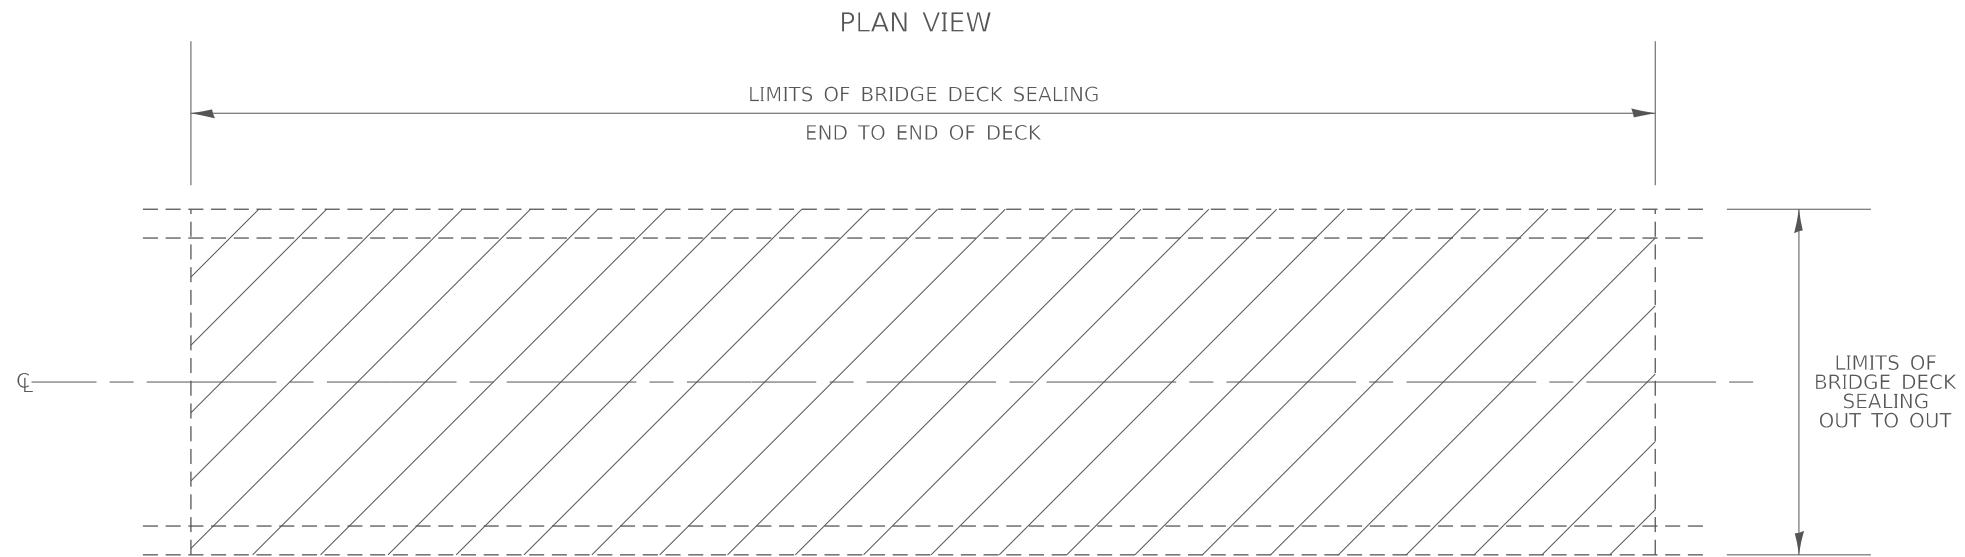 PLAN VIEW
LIMITS OF BRIDGE DECK SEALING
END TO END OF DECK
℄
LIMITS OF
BRIDGE DECK
SEALING
OUT TO OUT